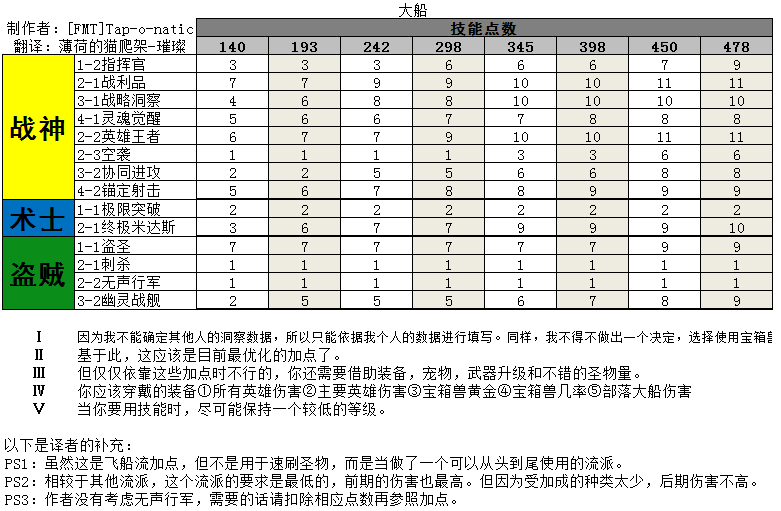 大船
制作者：[FMT]Tap-o-natic 技能点数
翻译：薄荷的猫爬架-璀璨 140 193 242 298 345 398 450 478
战神
1-2指挥官 3 3 3 6 6 6 7 9
2-1战利品 7 7 9 9 10 10 11 11
3-1战略洞察 4 6 8 8 10 10 10 10
4-1灵魂觉醒 5 6 6 7 7 8 8 8
2-2英雄王者 6 7 7 9 10 10 11 11
2-3空袭 1 1 1 1 3 3 6 6
3-2协同进攻 2 2 5 5 6 6 8 8
4-2锚定射击 5 6 7 8 8 9 9 9
术士
1-1极限突破 2 2 2 2 2 2 2 2
2-1终极米达斯 3 6 7 7 9 9 9 10
盗贼
1-1盗圣 7 7 7 7 7 7 9 9
2-1刺杀 1 1 1 1 1 1 1 1
2-2无声行军 1 1 1 1 1 1 1 1
3-2幽灵战舰 2 5 5 5 6 7 8 9
Ⅰ 因为我不能确定其他人的洞察数据，所以只能依据我个人的数据进行填写。同样，我不得不做出一个决定，选择使用宝箱兽
Ⅱ 基于此，这应该是目前最优化的加点了。
Ⅲ 但仅仅依靠这些加点时不行的，你还需要借助装备，宠物，武器升级和不错的圣物量。
Ⅳ 你应该穿戴的装备①所有英雄伤害②主要英雄伤害③宝箱兽黄金④宝箱兽几率⑤部落大船伤害
Ⅴ 当你要用技能时，尽可能保持一个较低的等级。
以下是译者的补充：
PS1：虽然这是飞船流加点，但不是用于速刷圣物，而是当做了一个可以从头到尾使用的流派。
PS2：相较于其他流派，这个流派的要求是最低的，前期的伤害也最高。但因为受加成的种类太少，后期伤害不高。
PS3：作者没有考虑无声行军，需要的话请扣除相应点数再参照加点。